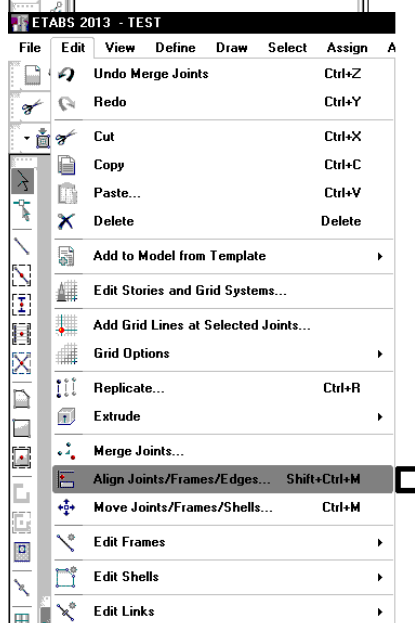 ETABS 2013 - TEST
File Edit View Define Draw Select Assign A
Undo Merge Joints Ctrl+Z
Redo Ctrl+Y
Cut Ctrl+X
Copy Ctrl+C
Paste... Ctrl+V
Delete Delete
Add to Model from Template
Edit Stories and Grid Systems...
Add Grid Lines at Selected Joints...
Grid Options
Replicate... Ctrl+R
Extrude
Merge Joints...
Align Joints/Frames/Edges... Shift+Ctrl+M
Move Joints/Frames/Shells... Ctrl+M
Edit Frames
Edit Shells
Edit Links